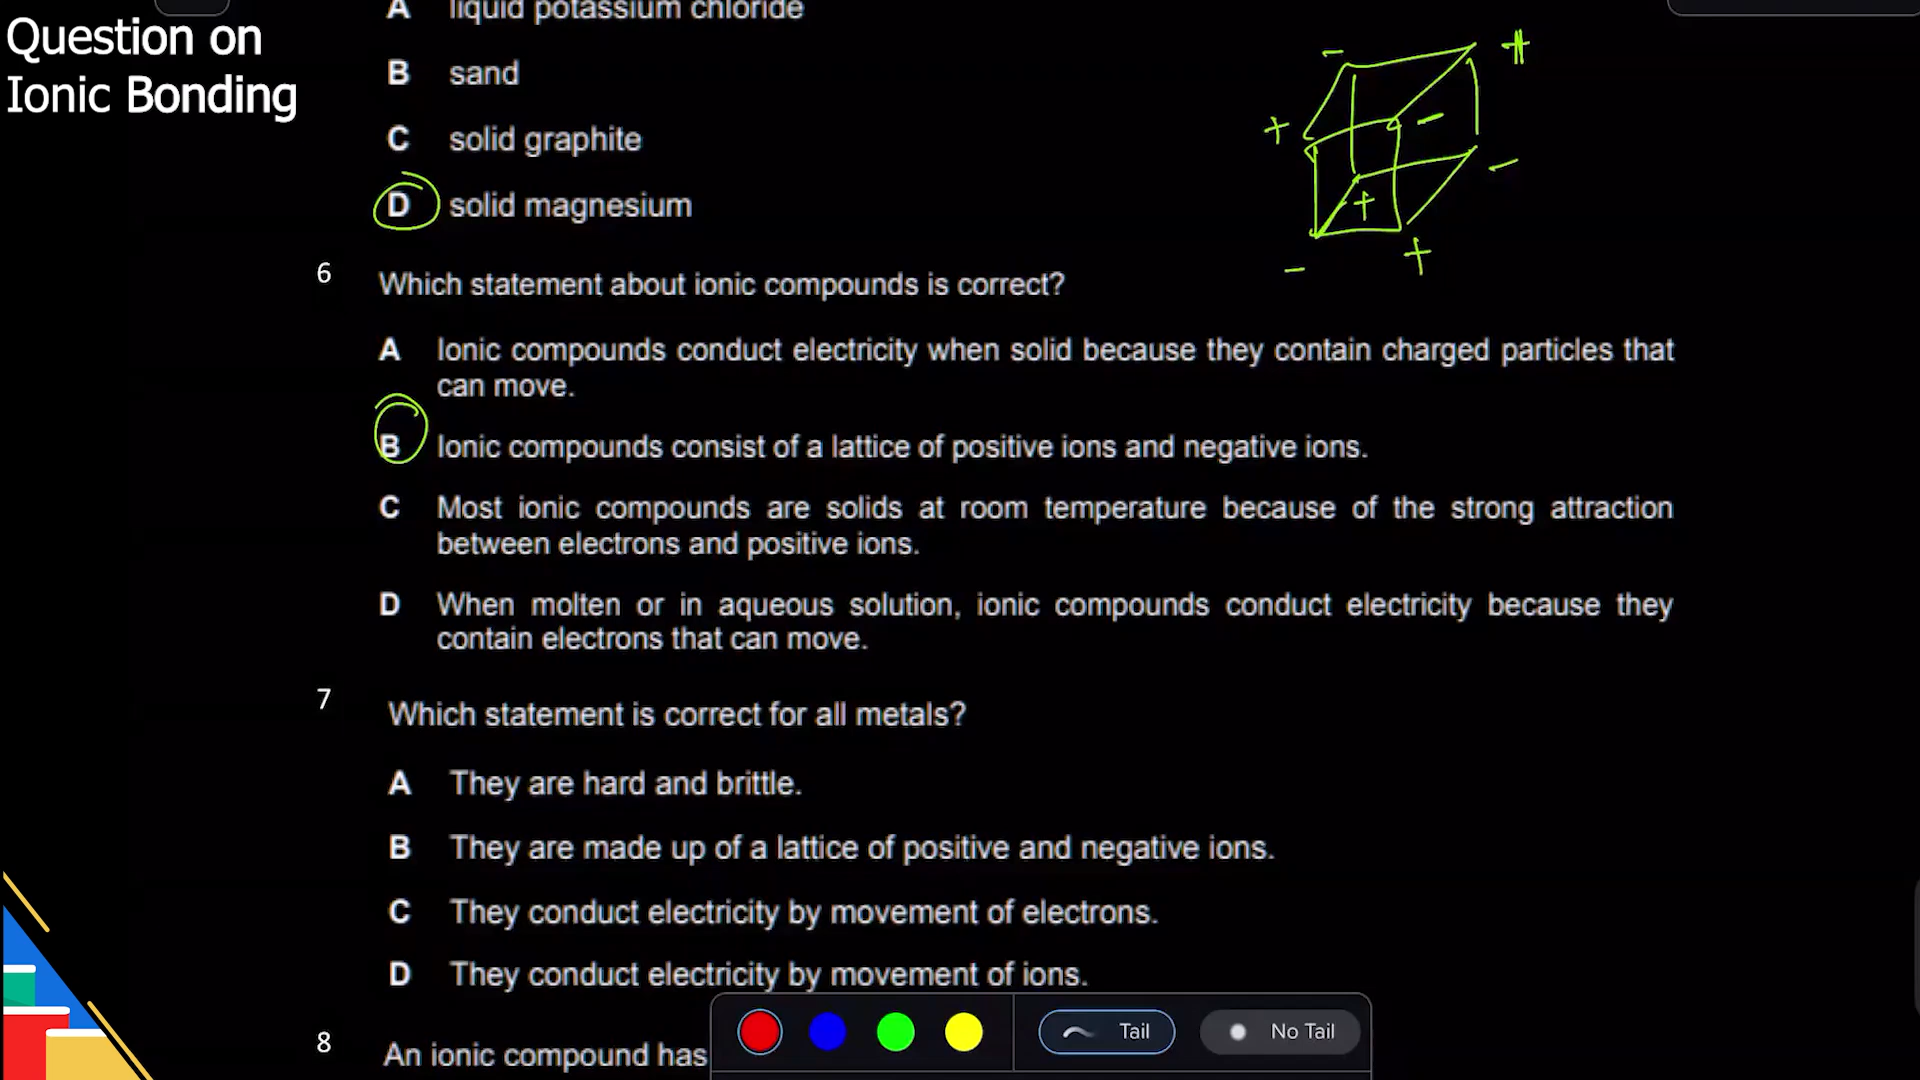 Question on
Ionic Bonding
A liquid potassium chloride
B sand
C solid graphite
D solid magnesium
- + + - - + - +
6 Which statement about ionic compounds is correct?
A Ionic compounds conduct electricity when solid because they contain charged particles that
can move.
B Ionic compounds consist of a lattice of positive ions and negative ions.
C Most ionic compounds are solids at room temperature because of the strong attraction
between electrons and positive ions.
D When molten or in aqueous solution, ionic compounds conduct electricity because they
contain electrons that can move.
7 Which statement is correct for all metals?
A They are hard and brittle.
B They are made up of a lattice of positive and negative ions.
C They conduct electricity by movement of electrons.
D They conduct electricity by movement of ions.
8 An ionic compound has
Tail No Tail